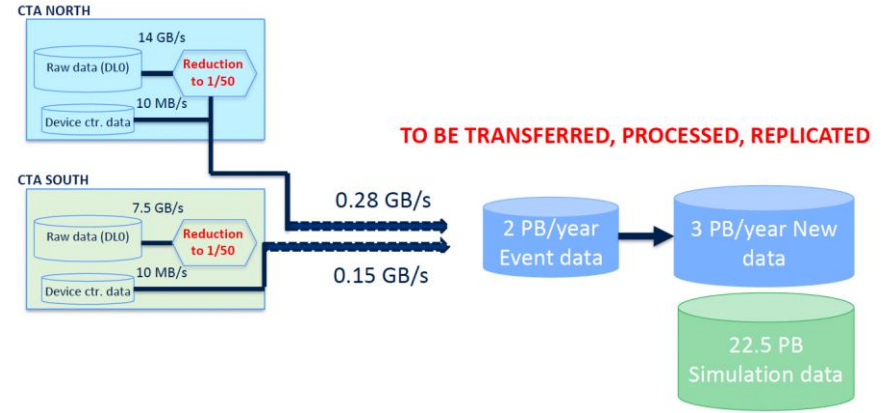 CTA NORTH
14 GB/s
Raw data (DL0)
Reduction
to 1/50
10 MB/s
Device ctr. data
TO BE TRANSFERRED, PROCESSED, REPLICATED
CTA SOUTH
7.5 GB/s
Raw data (DL0)
Reduction
to 1/50
10 MB/s
Device ctr. data
0.28 GB/s
0.15 GB/s
2 PB/year
Event data
3 PB/year New
data
22.5 PB
Simulation data